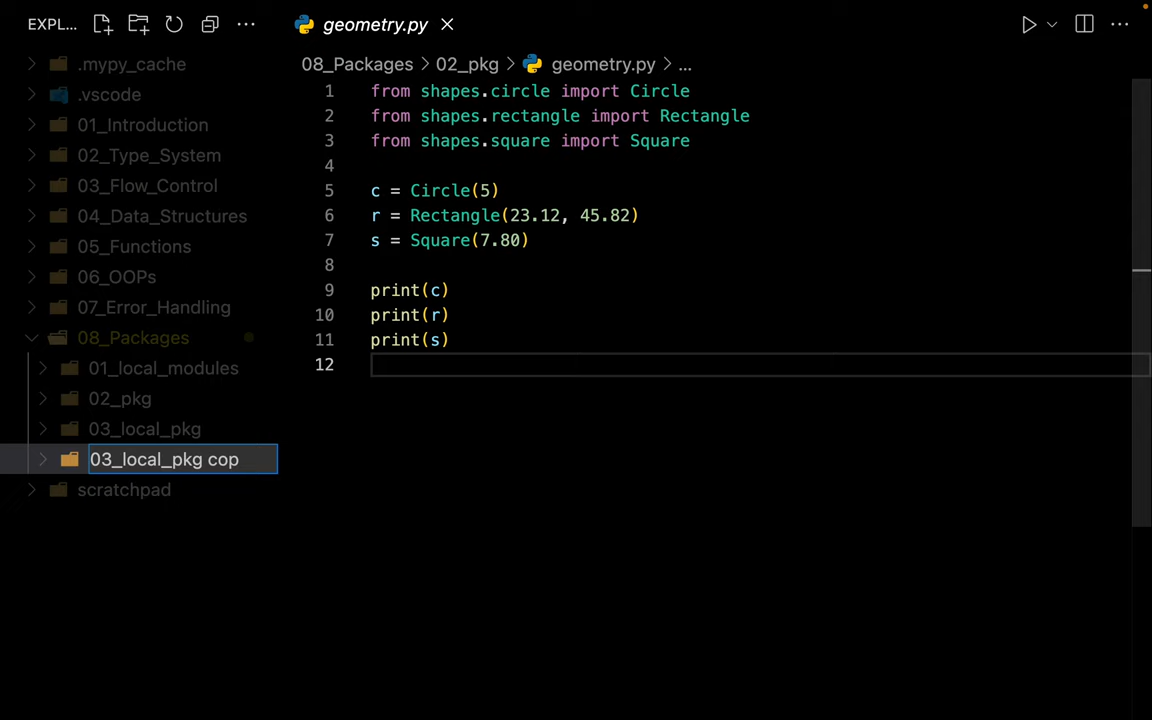 EXPL...
geometry.py
08_Packages > 02_pkg > geometry.py > ...
.mypy_cache
.vscode
01_Introduction
02_Type_System
03_Flow_Control
04_Data_Structures
05_Functions
06_OOPs
07_Error_Handling
08_Packages
01_local_modules
02_pkg
03_local_pkg
03_local_pkg cop
scratchpad
1 from shapes.circle import Circle
2 from shapes.rectangle import Rectangle
3 from shapes.square import Square
4
5 c = Circle(5)
6 r = Rectangle(23.12, 45.82)
7 s = Square(7.80)
8
9 print(c)
10 print(r)
11 print(s)
12